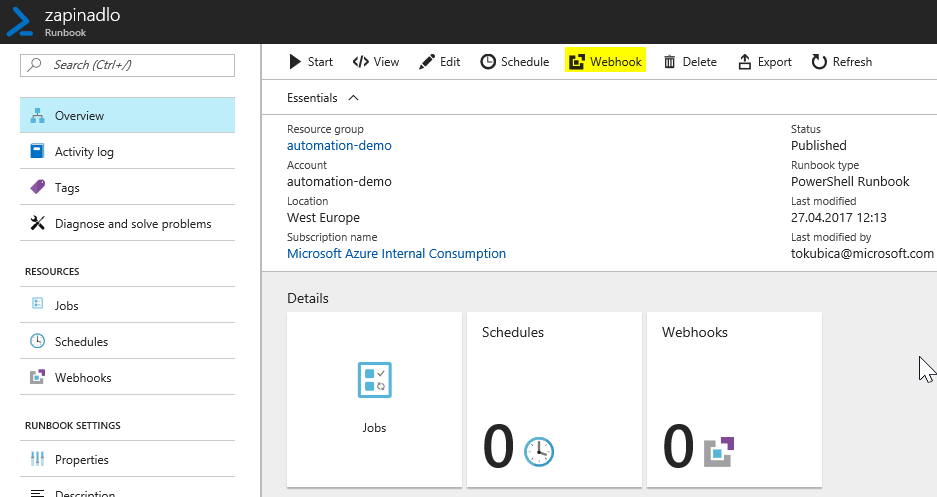 zapinadlo
Runbook
Search (Ctrl+/)
Start View Edit Schedule Webhook Delete Export Refresh
Essentials
Overview
Activity log
Tags
Diagnose and solve problems
RESOURCES
Jobs
Schedules
Webhooks
RUNBOOK SETTINGS
Properties
Description
Resource group
automation-demo
Account
automation-demo
Location
West Europe
Subscription name
Microsoft Azure Internal Consumption
Status
Published
Runbook type
PowerShell Runbook
Last modified
27.04.2017 12:13
Last modified by
tokubica@microsoft.com
Details
Jobs
Schedules
0
Webhooks
0